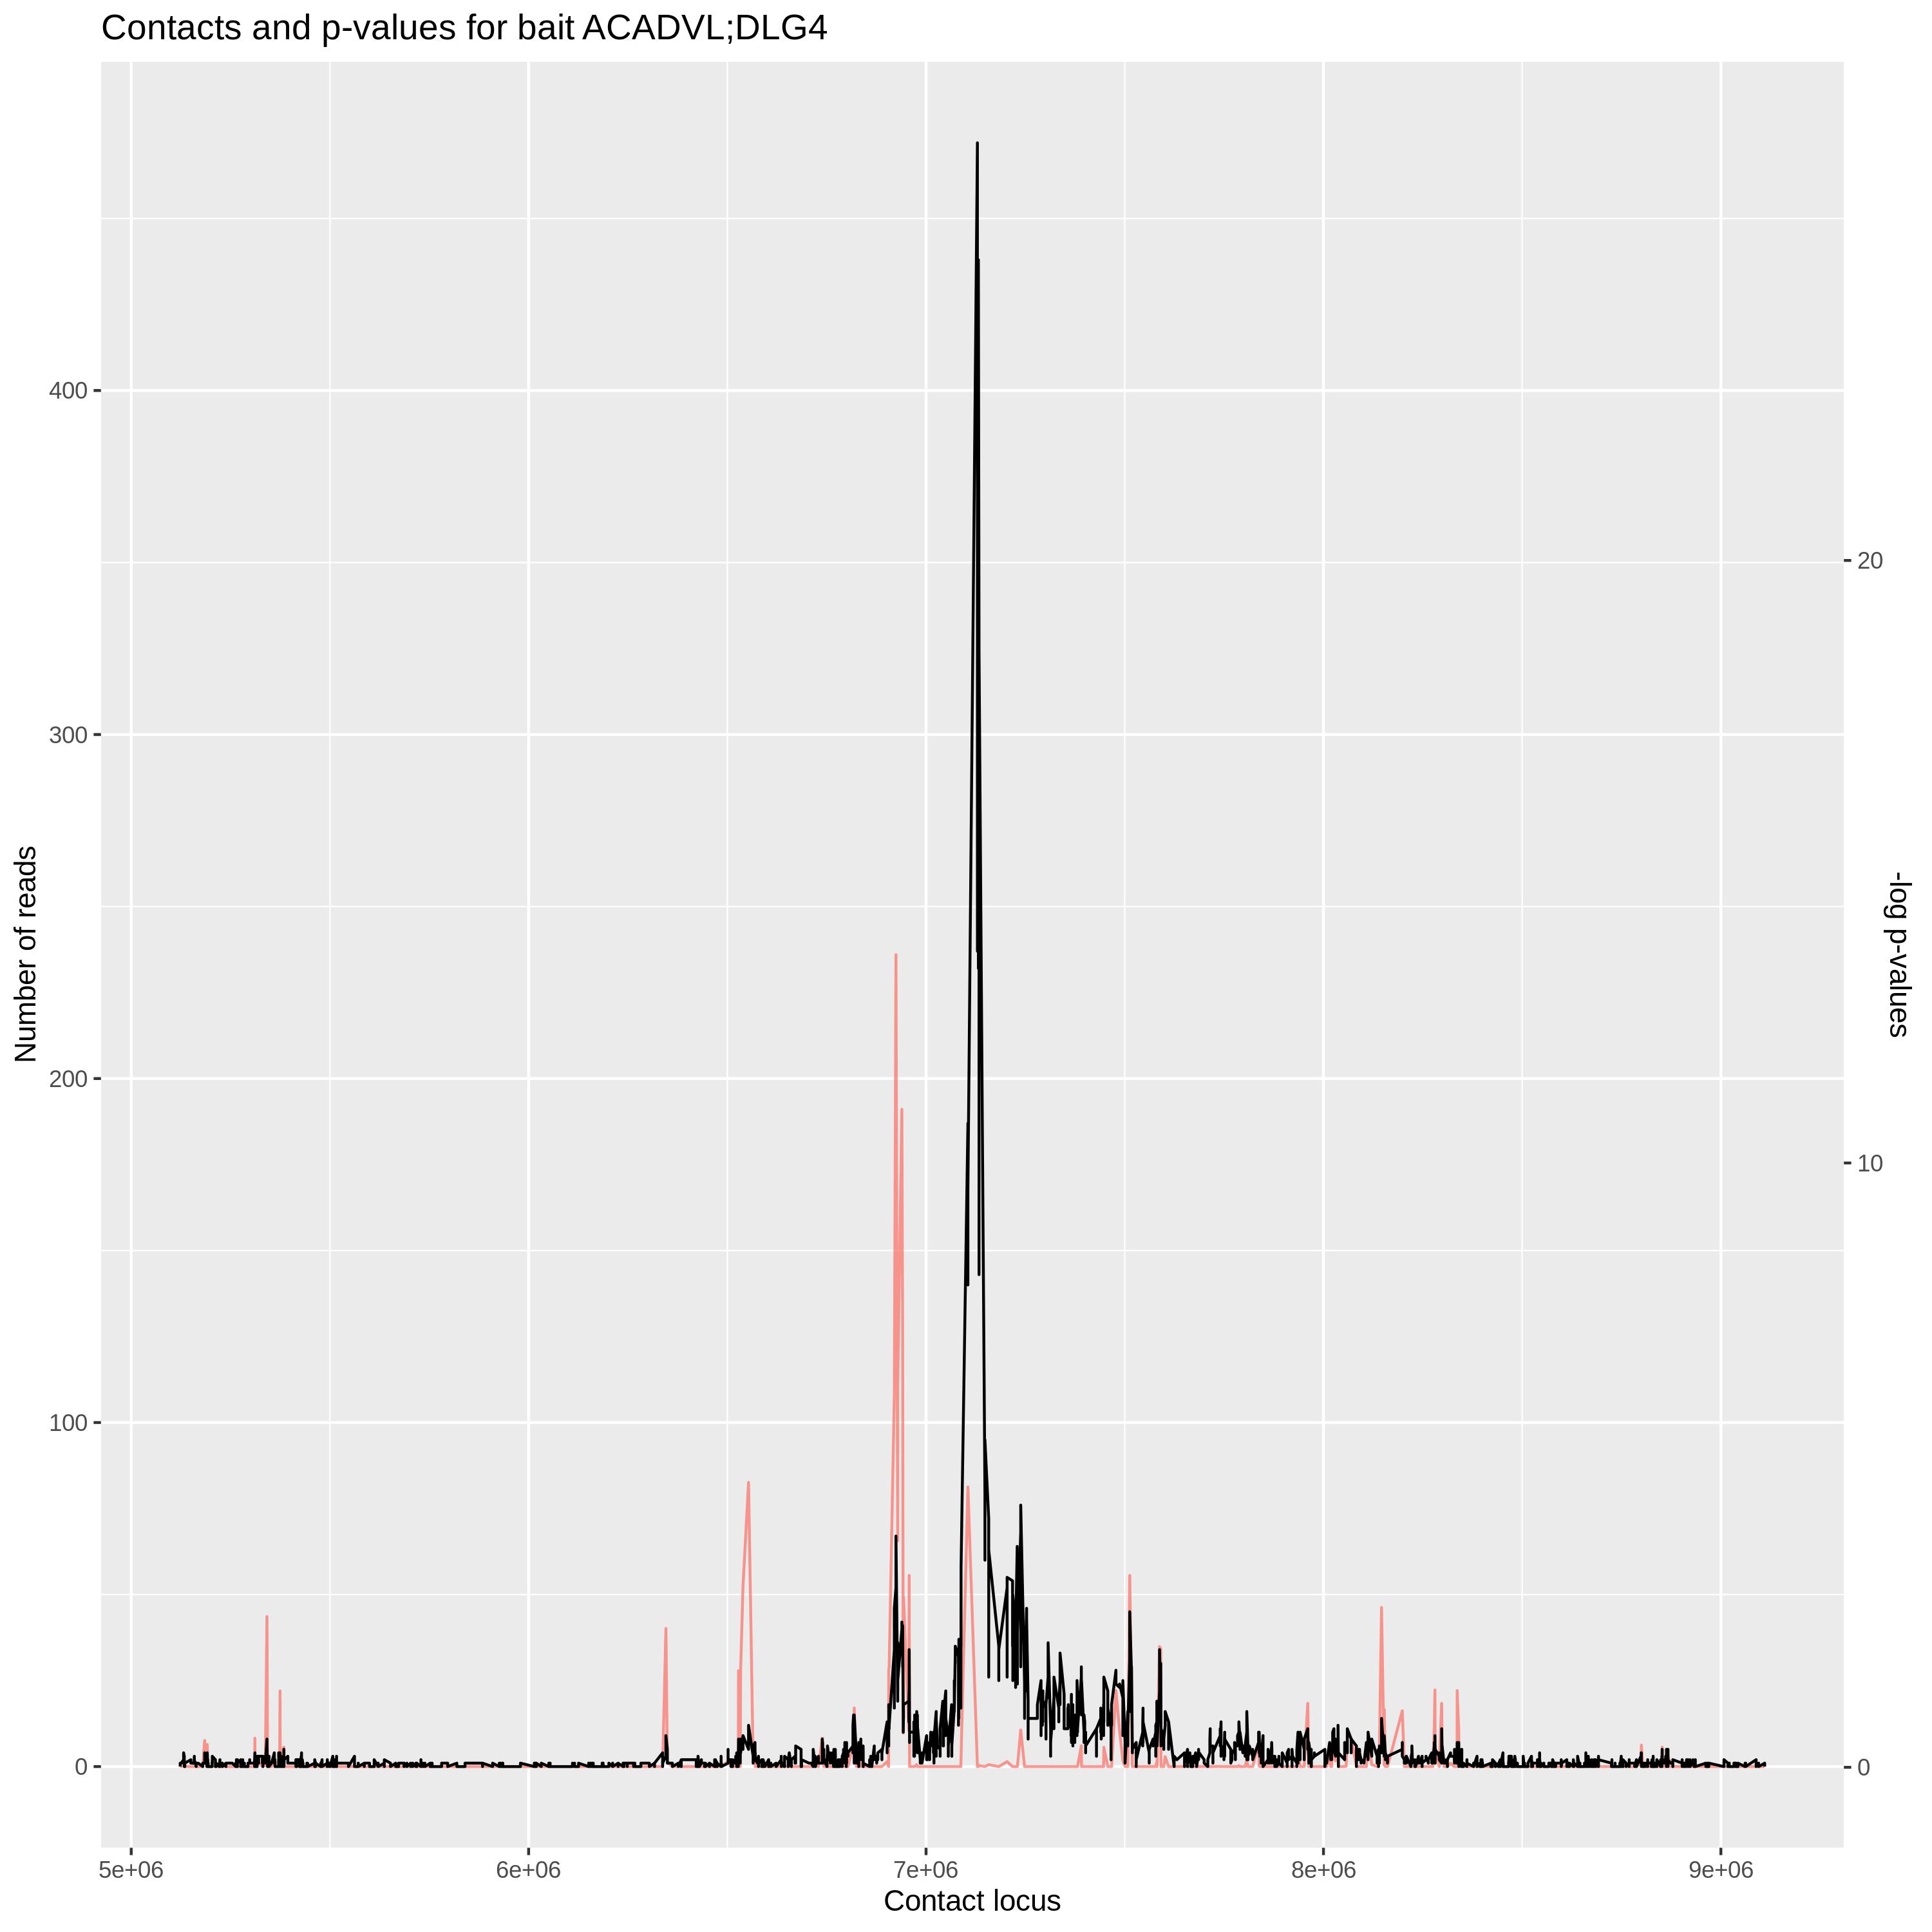 Contacts and p-values for bait ACADVL;DLG4
Number of reads
400
300
200
100
0
20
10
0
-log p-values
5e+06
6e+06
7e+06
8e+06
9e+06
Contact locus